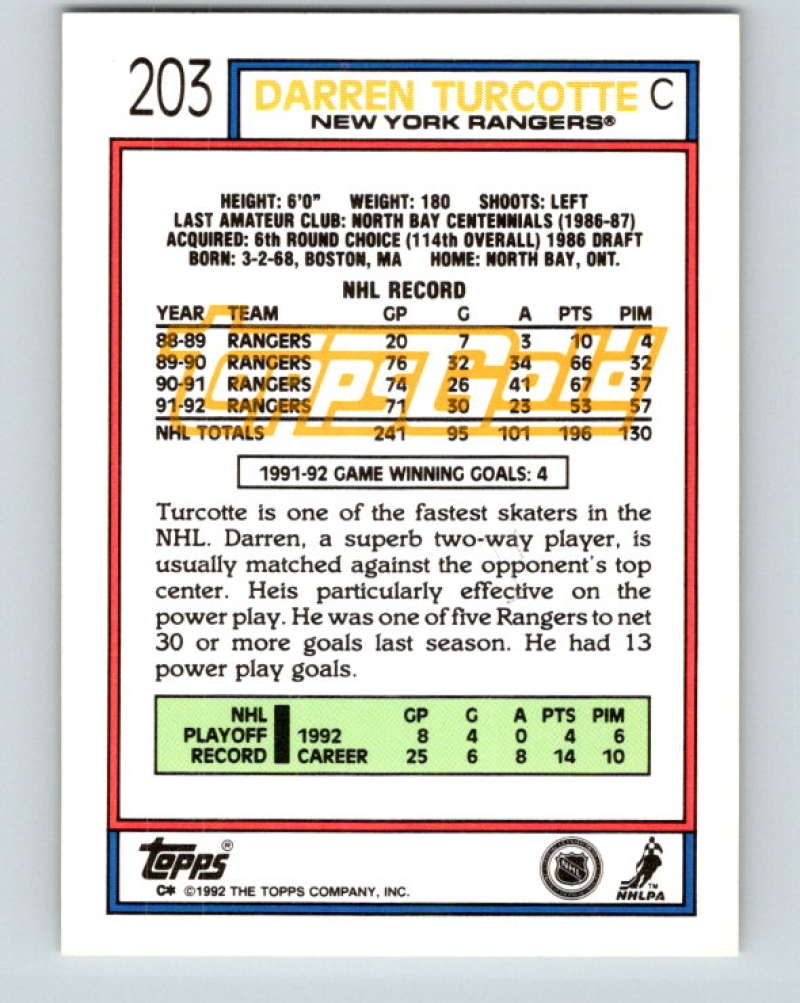 203
DARREN TURCOTTE C
NEW YORK RANGERS®
HEIGHT: 6'0" WEIGHT: 180 SHOOTS: LEFT
LAST AMATEUR CLUB: NORTH BAY CENTENNIALS (1986-87)
ACQUIRED: 6th ROUND CHOICE (114th OVERALL) 1986 DRAFT
BORN: 3-2-68, BOSTON, MA HOME: NORTH BAY, ONT.
NHL RECORD
YEAR TEAM GP G A PTS PIM
88-89 RANGERS 20 7 3 10 4
89-90 RANGERS 76 32 34 66 32
90-91 RANGERS 74 26 41 67 37
91-92 RANGERS 71 30 23 53 57
NHL TOTALS 241 95 101 196 130
ToppsGold
1991-92 GAME WINNING GOALS: 4
Turcotte is one of the fastest skaters in the
NHL. Darren, a superb two-way player, is
usually matched against the opponent's top
center. Heis particularly effective on the
power play. He was one of five Rangers to net
30 or more goals last season. He had 13
power play goals.
NHL GP G A PTS PIM
PLAYOFF 1992 8 4 0 4 6
RECORD CAREER 25 6 8 14 10
TOPPS®
C* ©1992 THE TOPPS COMPANY, INC.
NHL
™
NHLPA